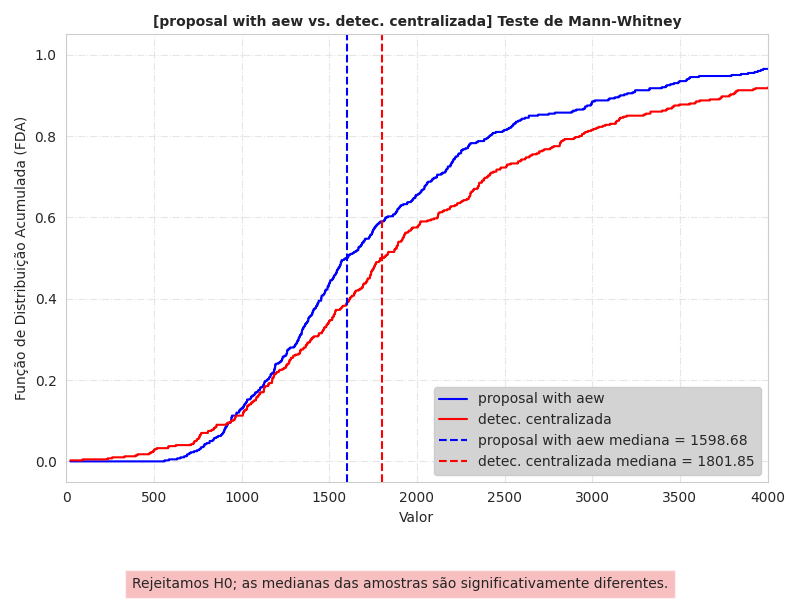 [proposal with aew vs. detec. centralizada] Teste de Mann-Whitney
Função de Distribuição Acumulada (FDA)
1.0
0.8
0.6
0.4
0.2
0.0
proposal with aew
detec. centralizada
proposal with aew mediana = 1598.68
detec. centralizada mediana = 1801.85
0 500 1000 1500 2000 2500 3000 3500 4000
Valor
Rejeitamos H0; as medianas das amostras são significativamente diferentes.